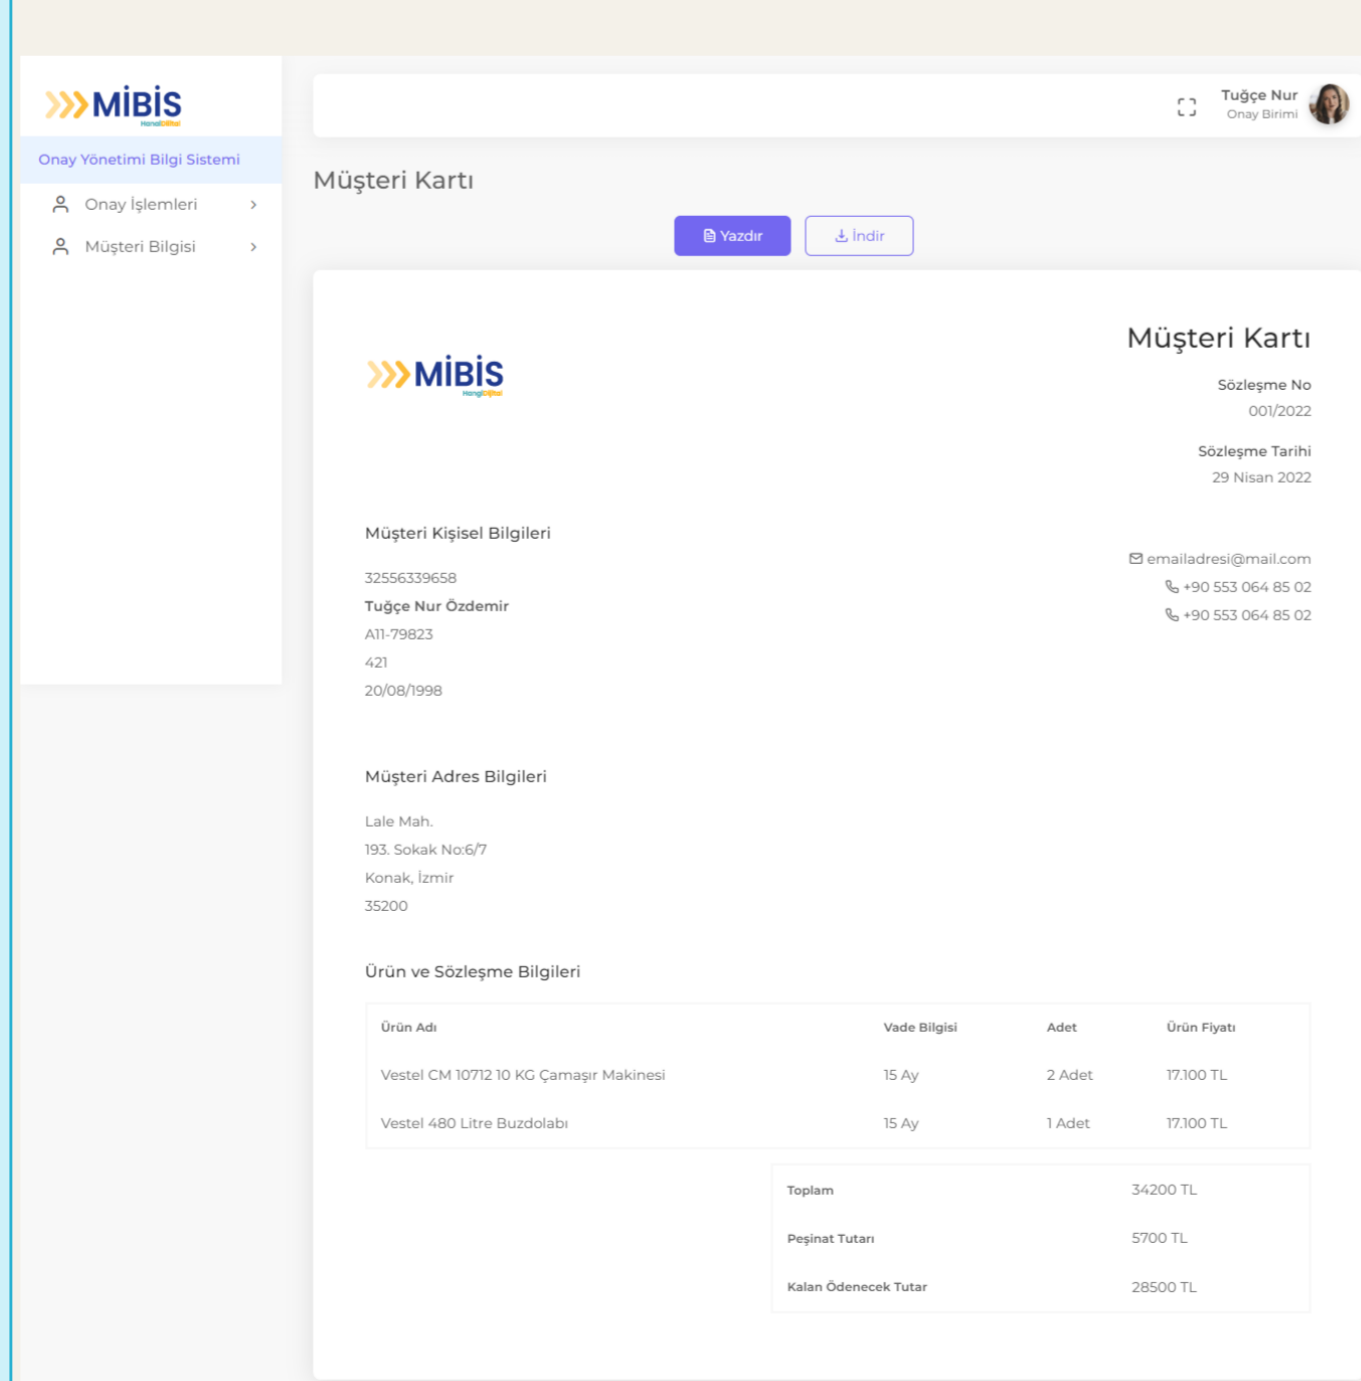 MİBİS
HangiDijital
Onay Yönetimi Bilgi Sistemi
Onay İşlemleri
Müşteri Bilgisi
Tuğçe Nur
Onay Birimi
Müşteri Kartı
Yazdır
İndir
MİBİS
HangiDijital
Müşteri Kartı
Sözleşme No
001/2022
Sözleşme Tarihi
29 Nisan 2022
Müşteri Kişisel Bilgileri
32556339658
Tuğçe Nur Özdemir
A11-79823
421
20/08/1998
emailadresi@mail.com
+90 553 064 85 02
+90 553 064 85 02
Müşteri Adres Bilgileri
Lale Mah.
193. Sokak No:6/7
Konak, İzmir
35200
Ürün ve Sözleşme Bilgileri
Ürün Adı Vade Bilgisi Adet Ürün Fiyatı
Vestel CM 10712 10 KG Çamaşır Makinesi 15 Ay 2 Adet 17.100 TL
Vestel 480 Litre Buzdolabı 15 Ay 1 Adet 17.100 TL
Toplam 34200 TL
Peşinat Tutarı 5700 TL
Kalan Ödenecek Tutar 28500 TL